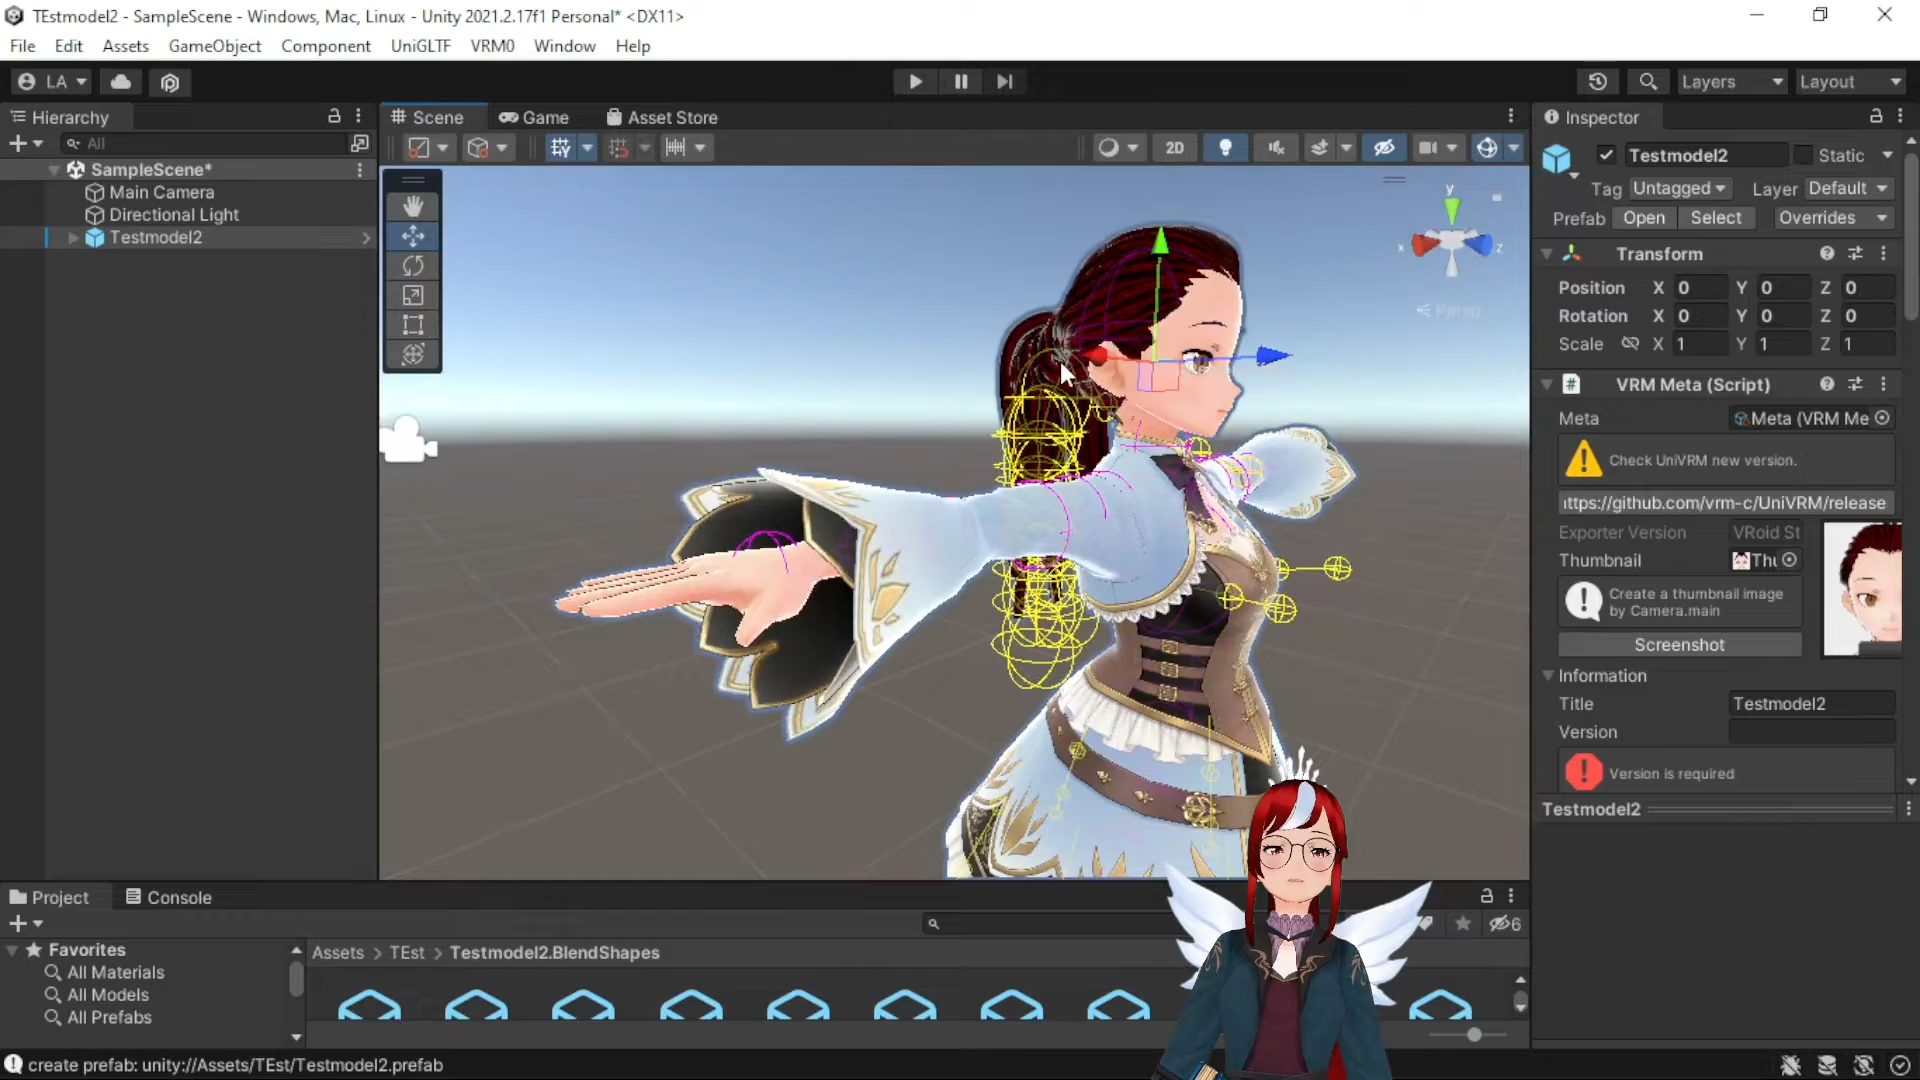 TEstmodel2 - SampleScene - Windows, Mac, Linux - Unity 2021.2.17f1 Personal* <DX11>
File Edit Assets GameObject Component UniGLTF VRM0 Window Help
LA Layers Layout
Hierarchy
All
SampleScene*
Main Camera
Directional Light
Testmodel2
Scene Game Asset Store
2D
y
x z
Persp
Inspector
Testmodel2 Static
Tag Untagged Layer Default
Prefab Open Select Overrides
Transform
Position X 0 Y 0 Z 0
Rotation X 0 Y 0 Z 0
Scale X 1 Y 1 Z 1
# VRM Meta (Script)
Meta Meta (VRM Me
Check UniVRM new version.
ttps://github.com/vrm-c/UniVRM/release
Exporter Version VRoid St
Thumbnail Thu
Create a thumbnail image
by Camera.main
Screenshot
Information
Title Testmodel2
Version
Version is required
Testmodel2
Project Console
6
Favorites
All Materials
All Models
All Prefabs
Assets > TEst > Testmodel2.BlendShapes
create prefab: unity://Assets/TEst/Testmodel2.prefab